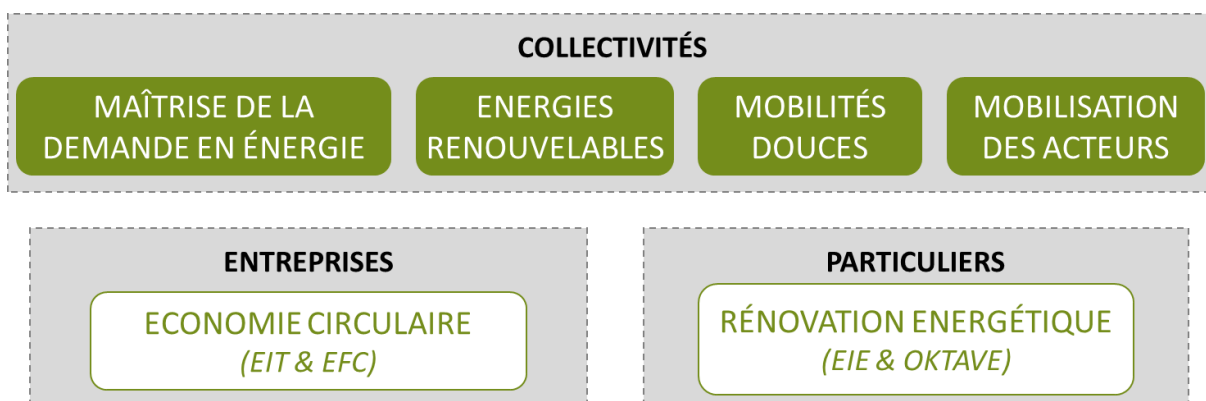 COLLECTIVITÉS
MAÎTRISE DE LA
DEMANDE EN ÉNERGIE
ENERGIES
RENOUVELABLES
MOBILITÉS
DOUCES
MOBILISATION
DES ACTEURS
ENTREPRISES
ECONOMIE CIRCULAIRE
(EIT & EFC)
PARTICULIERS
RÉNOVATION ENERGÉTIQUE
(EIE & OKTAVE)